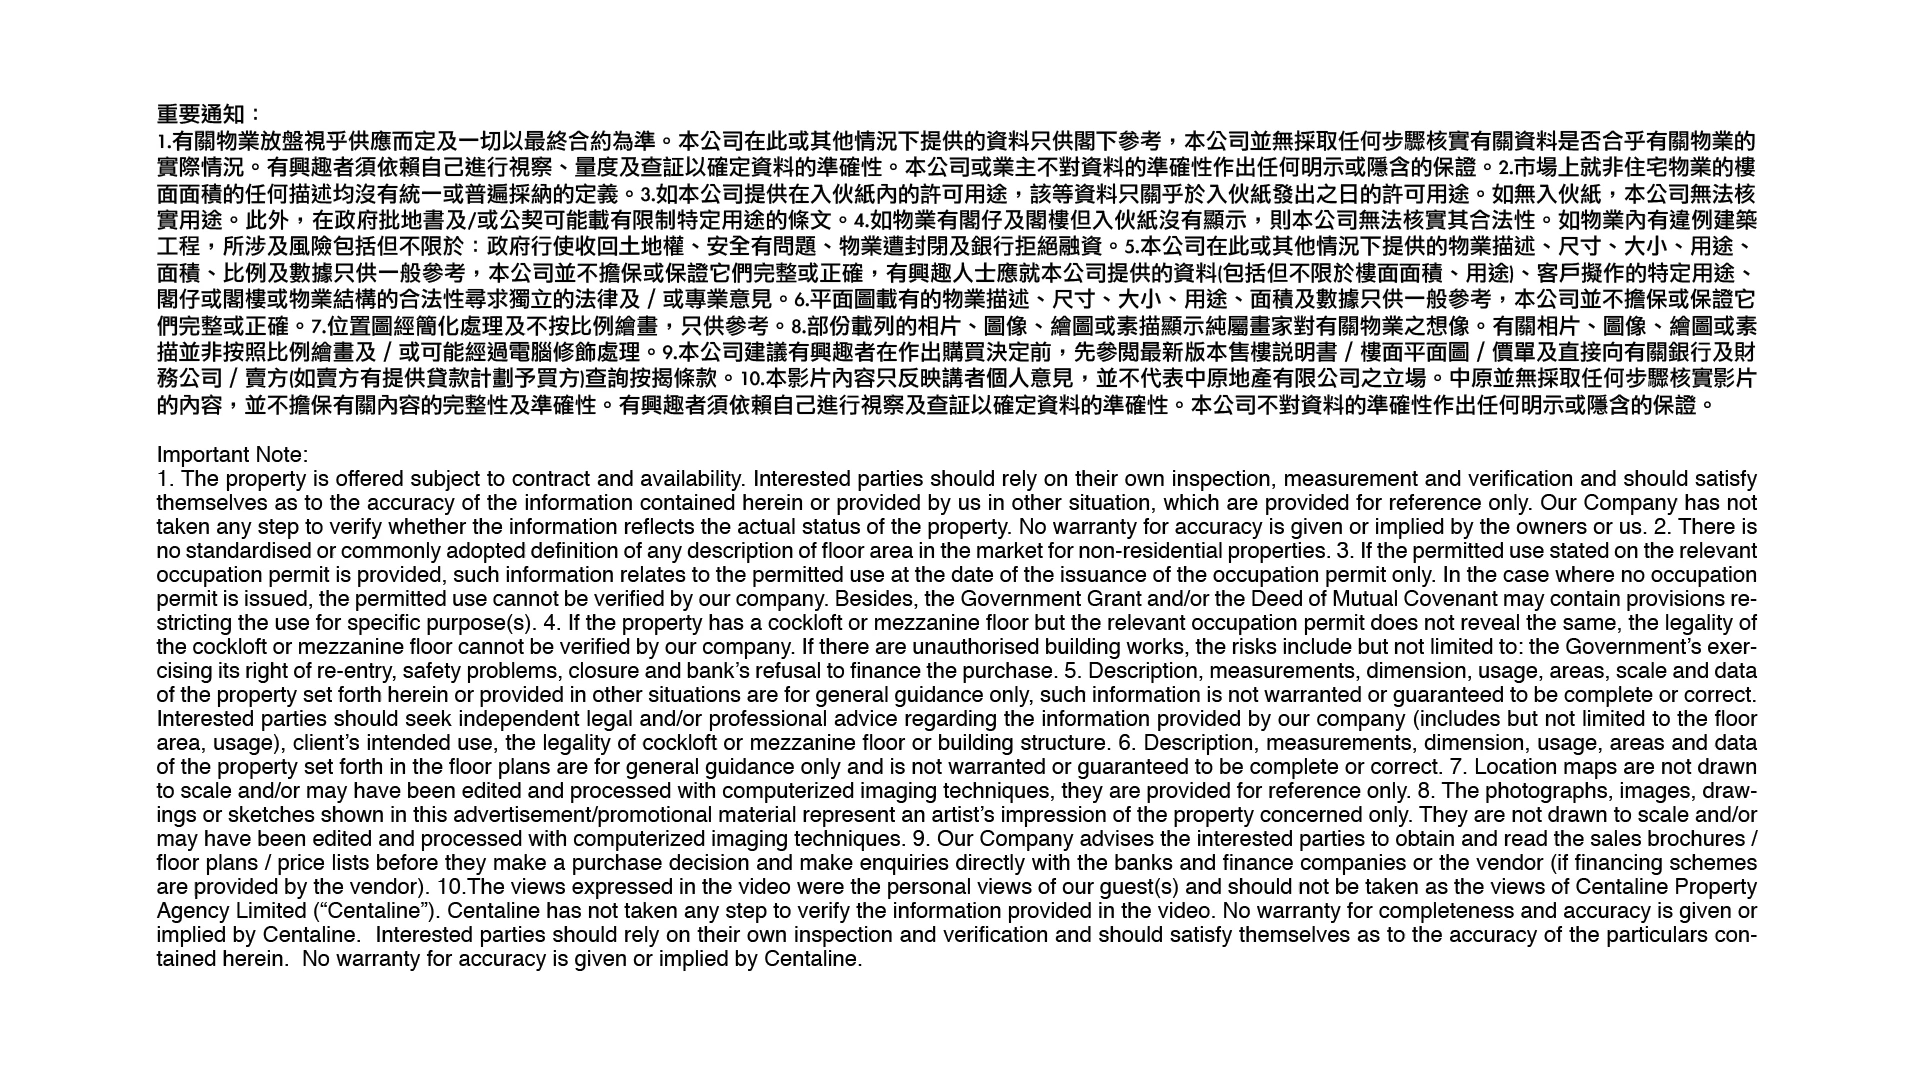 重要通知：
1.有關物業放盤視乎供應而定及一切以最終合約為準。本公司在此或其他情況下提供的資料只供閣下參考，本公司並無採取任何步驟核實有關資料是否合乎有關物業的
實際情況。有興趣者須依賴自己進行視察、量度及查証以確定資料的準確性。本公司或業主不對資料的準確性作出任何明示或隱含的保證。2.市場上就非住宅物業的樓
面面積的任何描述均沒有統一或普遍採納的定義。3.如本公司提供在入伙紙內的許可用途，該等資料只關乎於入伙紙發出之日的許可用途。如無入伙紙，本公司無法核
實用途。此外，在政府批地書及/或公契可能載有限制特定用途的條文。4.如物業有閣仔及閣樓但入伙紙沒有顯示，則本公司無法核實其合法性。如物業內有違例建築
工程，所涉及風險包括但不限於：政府行使收回土地權、安全有問題、物業遭封閉及銀行拒絕融資。5.本公司在此或其他情況下提供的物業描述、尺寸、大小、用途、
面積、比例及數據只供一般參考，本公司並不擔保或保證它們完整或正確，有興趣人士應就本公司提供的資料(包括但不限於樓面面積、用途)、客戶擬作的特定用途、
閣仔或閣樓或物業結構的合法性尋求獨立的法律及 / 或專業意見。6.平面圖載有的物業描述、尺寸、大小、用途、面積及數據只供一般參考，本公司並不擔保或保證它
們完整或正確。7.位置圖經簡化處理及不按比例繪畫，只供參考。8.部份載列的相片、圖像、繪圖或素描顯示純屬畫家對有關物業之想像。有關相片、圖像、繪圖或素
描並非按照比例繪畫及 / 或可能經過電腦修飾處理。9.本公司建議有興趣者在作出購買決定前，先參閱最新版本售樓説明書 / 樓面平面圖 / 價單及直接向有關銀行及財
務公司 / 賣方(如賣方有提供貸款計劃予買方)查詢按揭條款。10.本影片內容只反映講者個人意見，並不代表中原地產有限公司之立場。中原並無採取任何步驟核實影片
的內容，並不擔保有關內容的完整性及準確性。有興趣者須依賴自己進行視察及查証以確定資料的準確性。本公司不對資料的準確性作出任何明示或隱含的保證。
Important Note:
1. The property is offered subject to contract and availability. Interested parties should rely on their own inspection, measurement and verification and should satisfy
themselves as to the accuracy of the information contained herein or provided by us in other situation, which are provided for reference only. Our Company has not
taken any step to verify whether the information reflects the actual status of the property. No warranty for accuracy is given or implied by the owners or us. 2. There is
no standardised or commonly adopted definition of any description of floor area in the market for non-residential properties. 3. If the permitted use stated on the relevant
occupation permit is provided, such information relates to the permitted use at the date of the issuance of the occupation permit only. In the case where no occupation
permit is issued, the permitted use cannot be verified by our company. Besides, the Government Grant and/or the Deed of Mutual Covenant may contain provisions re-
stricting the use for specific purpose(s). 4. If the property has a cockloft or mezzanine floor but the relevant occupation permit does not reveal the same, the legality of
the cockloft or mezzanine floor cannot be verified by our company. If there are unauthorised building works, the risks include but not limited to: the Government’s exer-
cising its right of re-entry, safety problems, closure and bank’s refusal to finance the purchase. 5. Description, measurements, dimension, usage, areas, scale and data
of the property set forth herein or provided in other situations are for general guidance only, such information is not warranted or guaranteed to be complete or correct.
Interested parties should seek independent legal and/or professional advice regarding the information provided by our company (includes but not limited to the floor
area, usage), client’s intended use, the legality of cockloft or mezzanine floor or building structure. 6. Description, measurements, dimension, usage, areas and data
of the property set forth in the floor plans are for general guidance only and is not warranted or guaranteed to be complete or correct. 7. Location maps are not drawn
to scale and/or may have been edited and processed with computerized imaging techniques, they are provided for reference only. 8. The photographs, images, draw-
ings or sketches shown in this advertisement/promotional material represent an artist’s impression of the property concerned only. They are not drawn to scale and/or
may have been edited and processed with computerized imaging techniques. 9. Our Company advises the interested parties to obtain and read the sales brochures /
floor plans / price lists before they make a purchase decision and make enquiries directly with the banks and finance companies or the vendor (if financing schemes
are provided by the vendor). 10.The views expressed in the video were the personal views of our guest(s) and should not be taken as the views of Centaline Property
Agency Limited (“Centaline”). Centaline has not taken any step to verify the information provided in the video. No warranty for completeness and accuracy is given or
implied by Centaline.  Interested parties should rely on their own inspection and verification and should satisfy themselves as to the accuracy of the particulars con-
tained herein.  No warranty for accuracy is given or implied by Centaline.